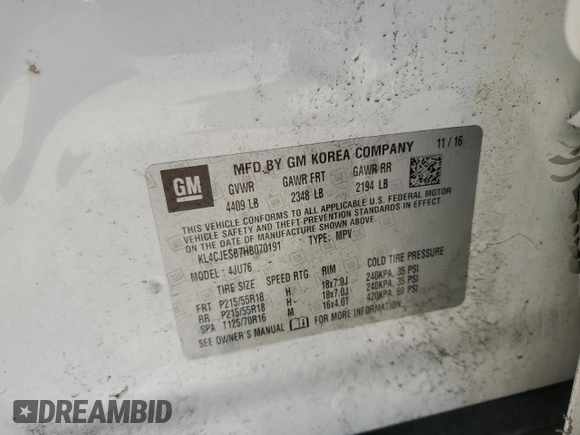 GM
MFD BY GM KOREA COMPANY 11 / 16
GVWR GAWR FRT GAWR RR
4409 LB 2348 LB 2194 LB
THIS VEHICLE CONFORMS TO ALL APPLICABLE U.S. FEDERAL MOTOR
VEHICLE SAFETY AND THEFT PREVENTION STANDARDS IN EFFECT ON
THE DATE OF MANUFACTURE SHOWN ABOVE.
KL4CJESB7HB070191 TYPE: MPV
MODEL: 4JU76
TIRE SIZE SPEED RTG RIM COLD TIRE PRESSURE
FRT P215/55R18 H 18x7.0J 240KPA, 35 PSI
RR P215/55R18 H- 18x7.0J 240KPA, 35 PSI
SPA T125/70R16 M 16x4.0T 420KPA, 60 PSI
SEE OWNER'S MANUAL FOR MORE INFORMATION
DREAMBID